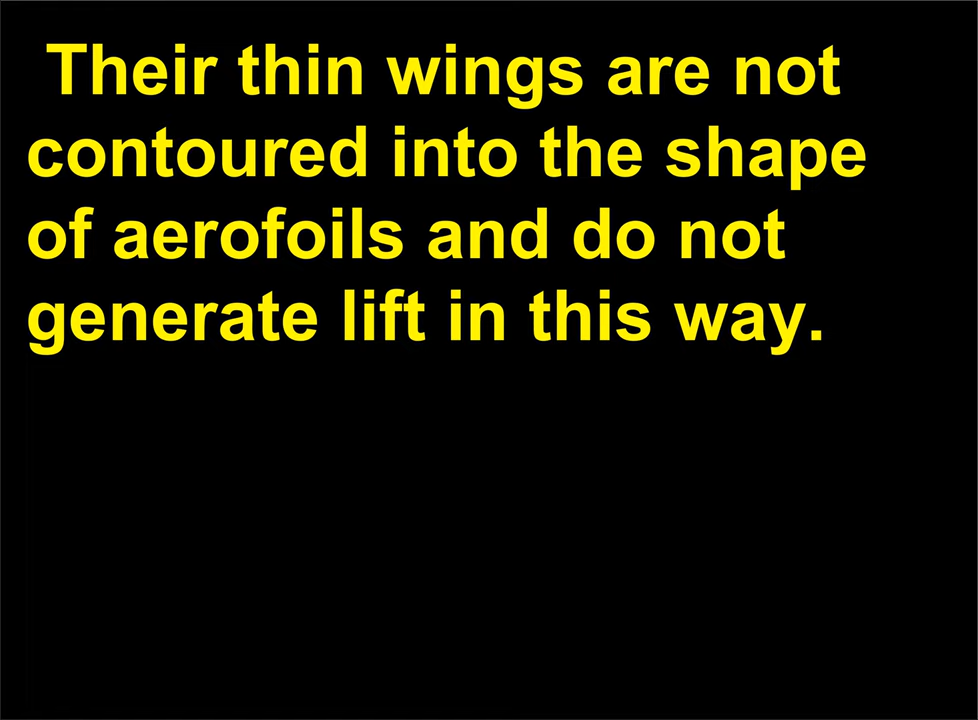 Their thin wings are not
contoured into the shape
of aerofoils and do not
generate lift in this way.